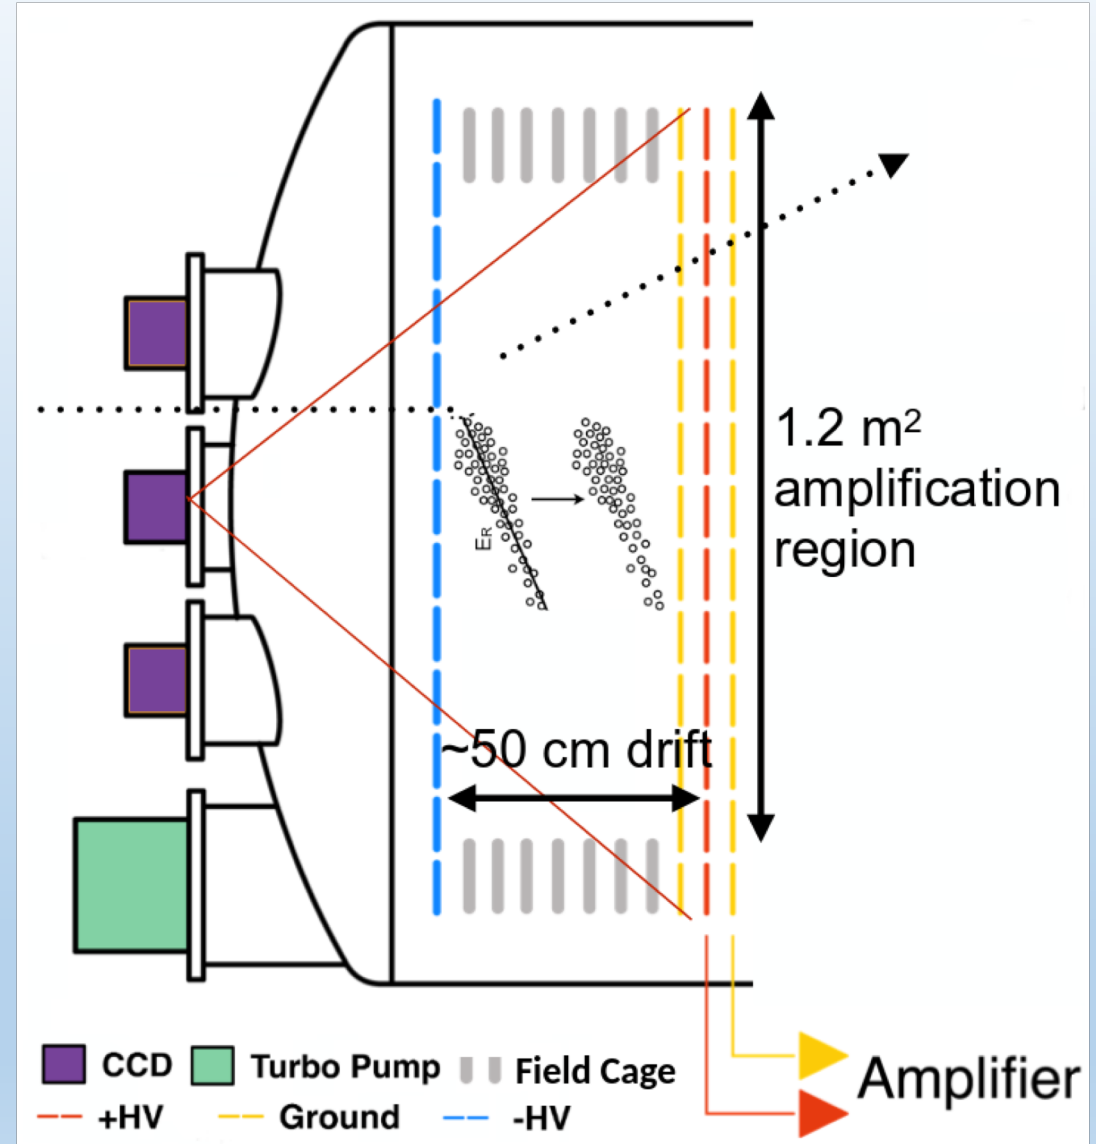 1.2 m²
amplification
region
E_R
~50 cm drift
CCD Turbo Pump Field Cage
+HV Ground -HV
Amplifier